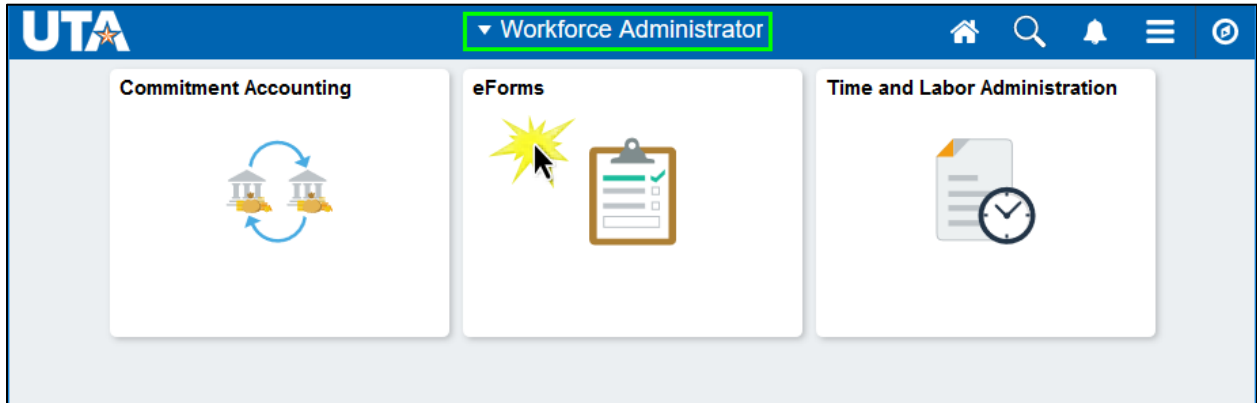 UTA
Workforce Administrator
Commitment Accounting
eForms
Time and Labor Administration